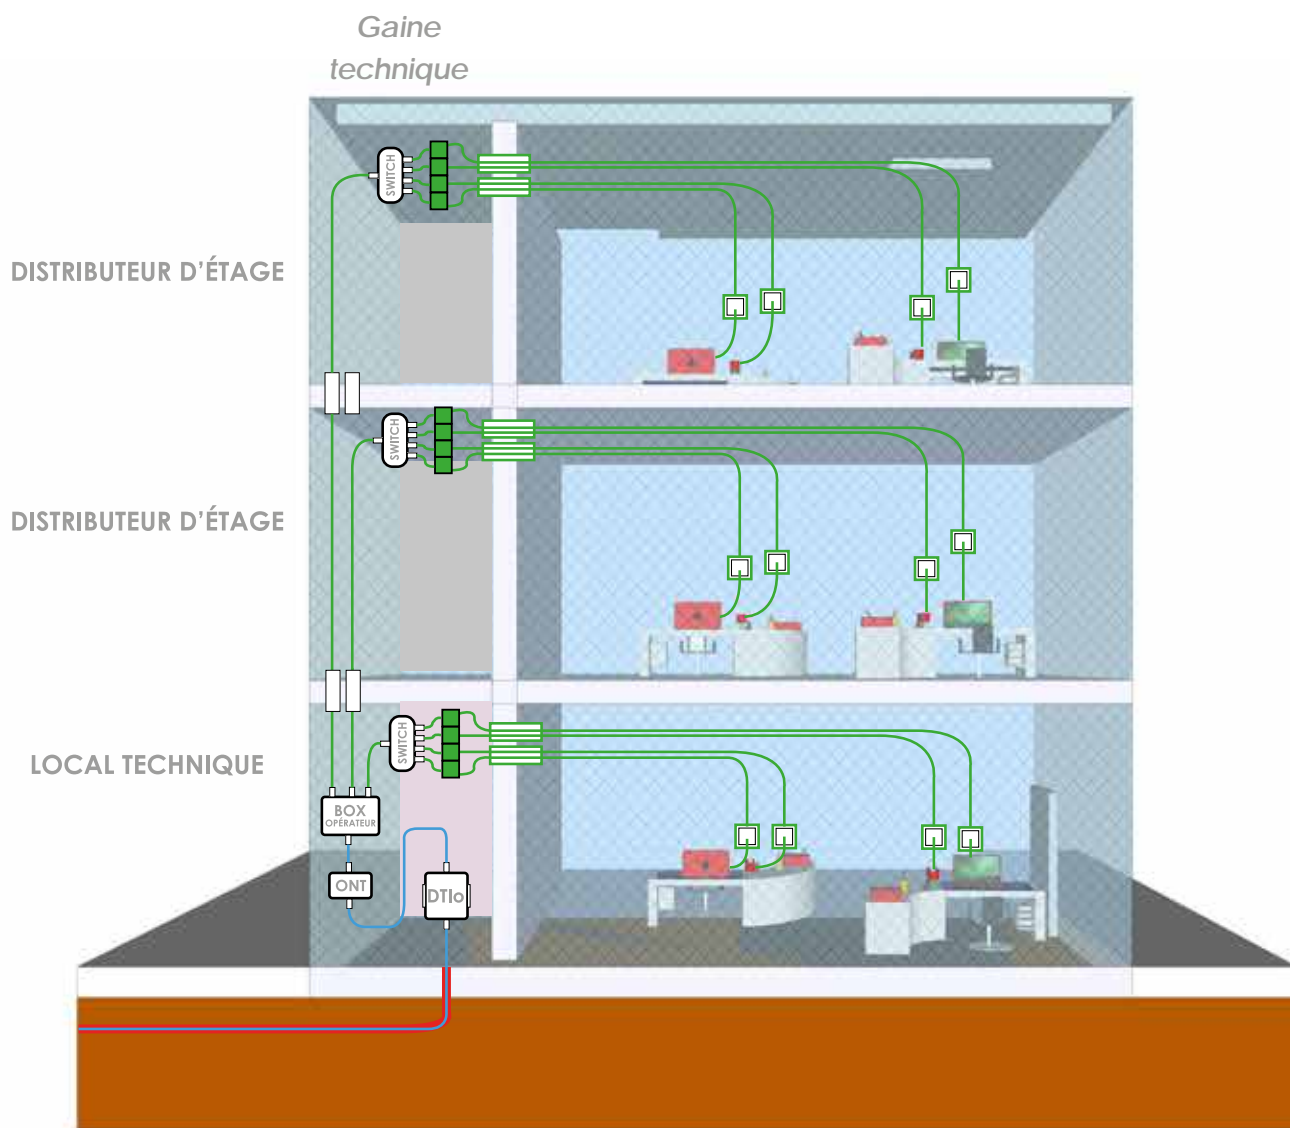 Gaine
technique
SWITCH
DISTRIBUTEUR D'ÉTAGE
SWITCH
DISTRIBUTEUR D'ÉTAGE
SWITCH
LOCAL TECHNIQUE
BOX
OPÉRATEUR
ONT
DTIo